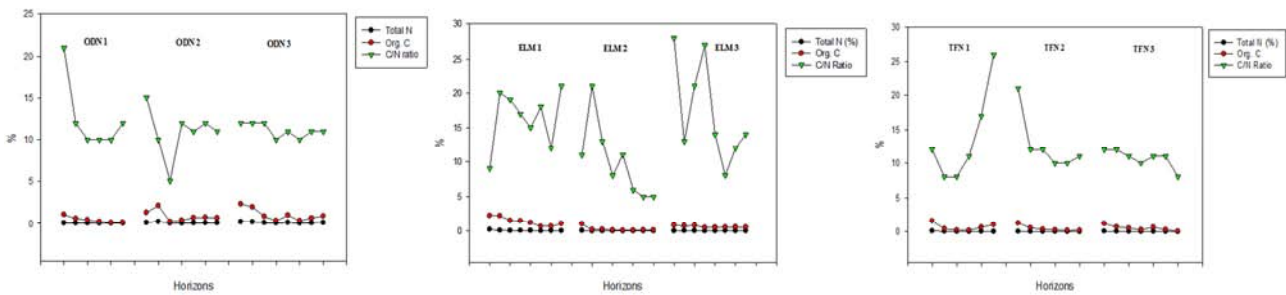 25
20
15
10
5
0
%
ODN 1
ODN 2
ODN 3
Horizons
Total N
Org. C
C/N ratio
30
25
20
15
10
5
0
%
ELM 1
ELM 2
ELM 3
Horizons
Total N (%)
Org. C
C/N Ratio
30
25
20
15
10
5
0
%
TFN 1
TFN 2
TFN 3
Horizons
Total N (%)
Org. C
C/N Ratio